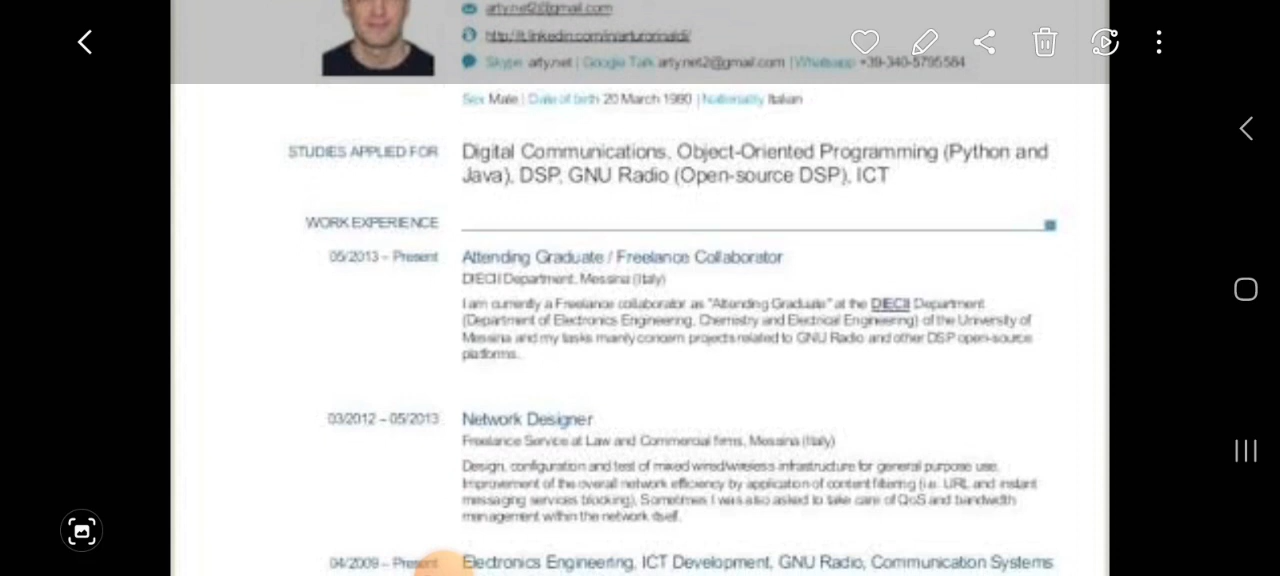 arty.net2@gmail.com
http://it.linkedin.com/in/arturorinaldi/
Skype arty.net | Google Talk arty.net2@gmail.com | Whatsapp +39-340-5795584
Sex Male | Date of birth 20 March 1980 | Nationality Italian
STUDIES APPLIED FOR
Digital Communications, Object-Oriented Programming (Python and
Java), DSP, GNU Radio (Open-source DSP), ICT
WORK EXPERIENCE
05/2013 – Present
Attending Graduate / Freelance Collaborator
DIECII Department, Messina (Italy)
I am currently a Freelance collaborator as "Attending Graduate" at the DIECII Department
(Department of Electronics Engineering, Chemistry and Electrical Engineering) of the University of
Messina and my tasks mainly concern projects related to GNU Radio and other DSP open-source
platforms.
03/2012 – 05/2013
Network Designer
Freelance Service at Law and Commercial firms, Messina (Italy)
Design, configuration and test of mixed wired/wireless infrastructure for general purpose use.
Improvement of the overall network efficiency by application of content filtering (i.e. URL and instant
messaging services blocking). Sometimes I was also asked to take care of QoS and bandwidth
management within the network itself.
04/2009 – Present
Electronics Engineering, ICT Development, GNU Radio, Communication Systems